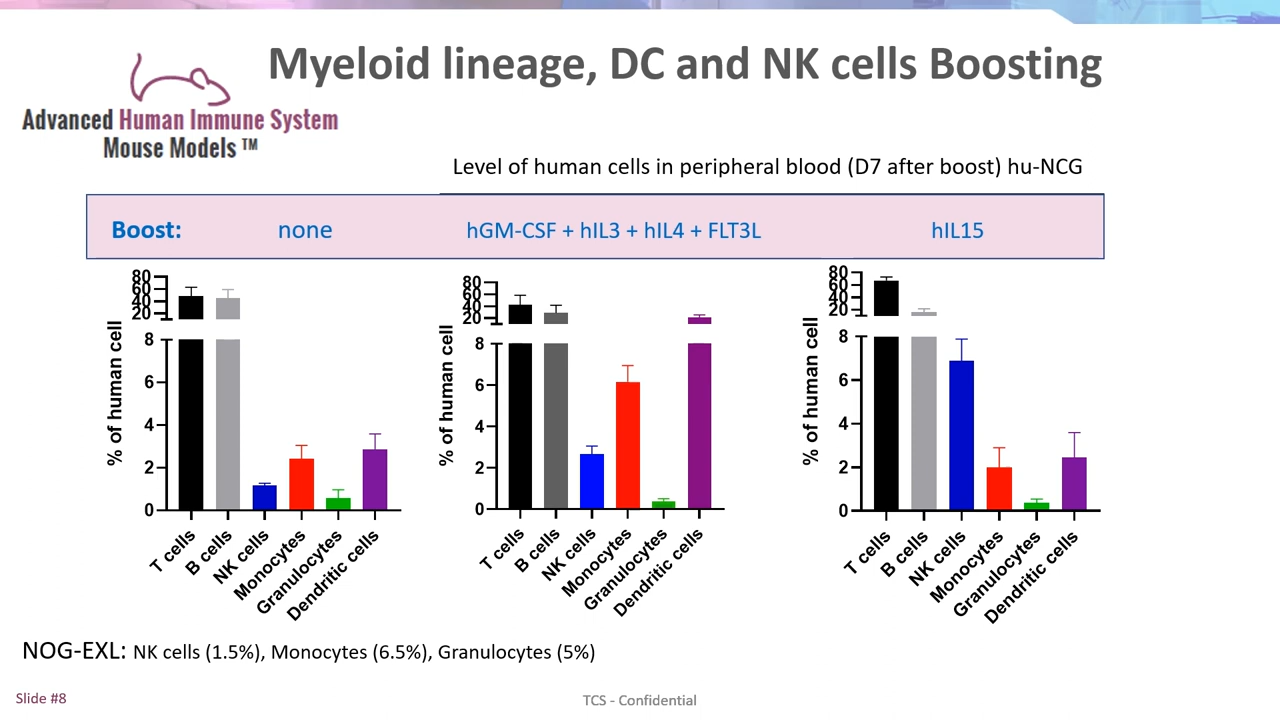 Myeloid lineage, DC and NK cells Boosting
Advanced Human Immune System
Mouse Models ™
Level of human cells in peripheral blood (D7 after boost) hu-NCG
Boost: none hGM-CSF + hIL3 + hIL4 + FLT3L hIL15
% of human cell
80
60
40
20
8
6
4
2
0
T cells
B cells
NK cells
Monocytes
Granulocytes
Dendritic cells
% of human cell
80
60
40
20
8
6
4
2
0
T cells
B cells
NK cells
Monocytes
Granulocytes
Dendritic cells
% of human cell
80
60
40
20
8
6
4
2
0
T cells
B cells
NK cells
Monocytes
Granulocytes
Dendritic cells
NOG-EXL: NK cells (1.5%), Monocytes (6.5%), Granulocytes (5%)
Slide #8
TCS - Confidential